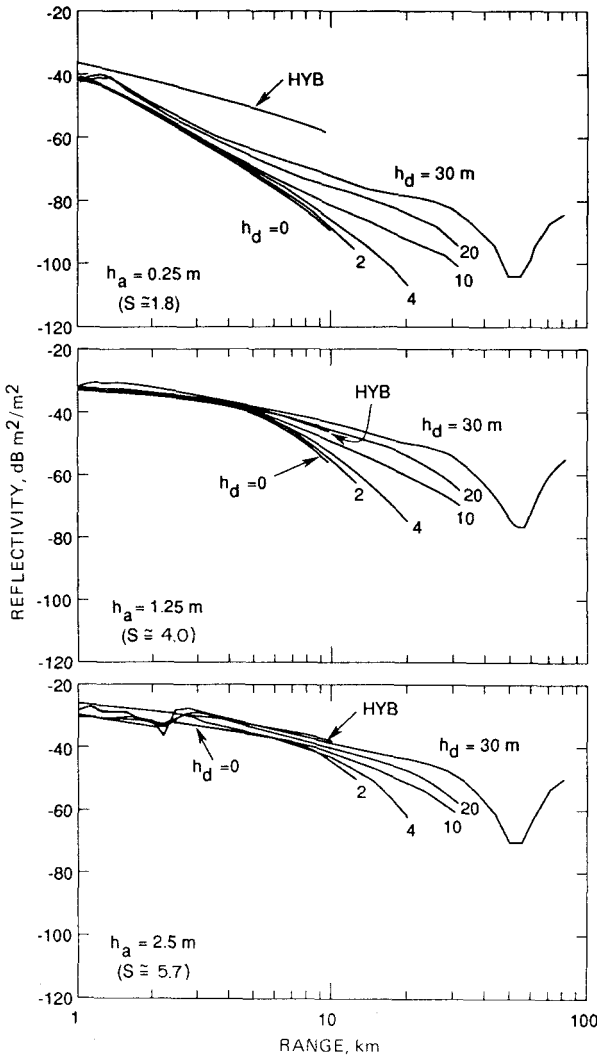 -20
-40
-60
-80
-100
-120
HYB
h_d = 30 m
h_d = 0
20
10
2
4
h_a = 0.25 m
(S ≅ 1.8)
-20
-40
-60
-80
-100
-120
HYB
h_d = 30 m
h_d = 0
20
10
2
4
h_a = 1.25 m
(S ≅ 4.0)
REFLECTIVITY, dB m²/m²
-20
-40
-60
-80
-100
-120
HYB
h_d = 30 m
h_d = 0
20
10
2
4
h_a = 2.5 m
(S ≅ 5.7)
1 10 100
RANGE, km